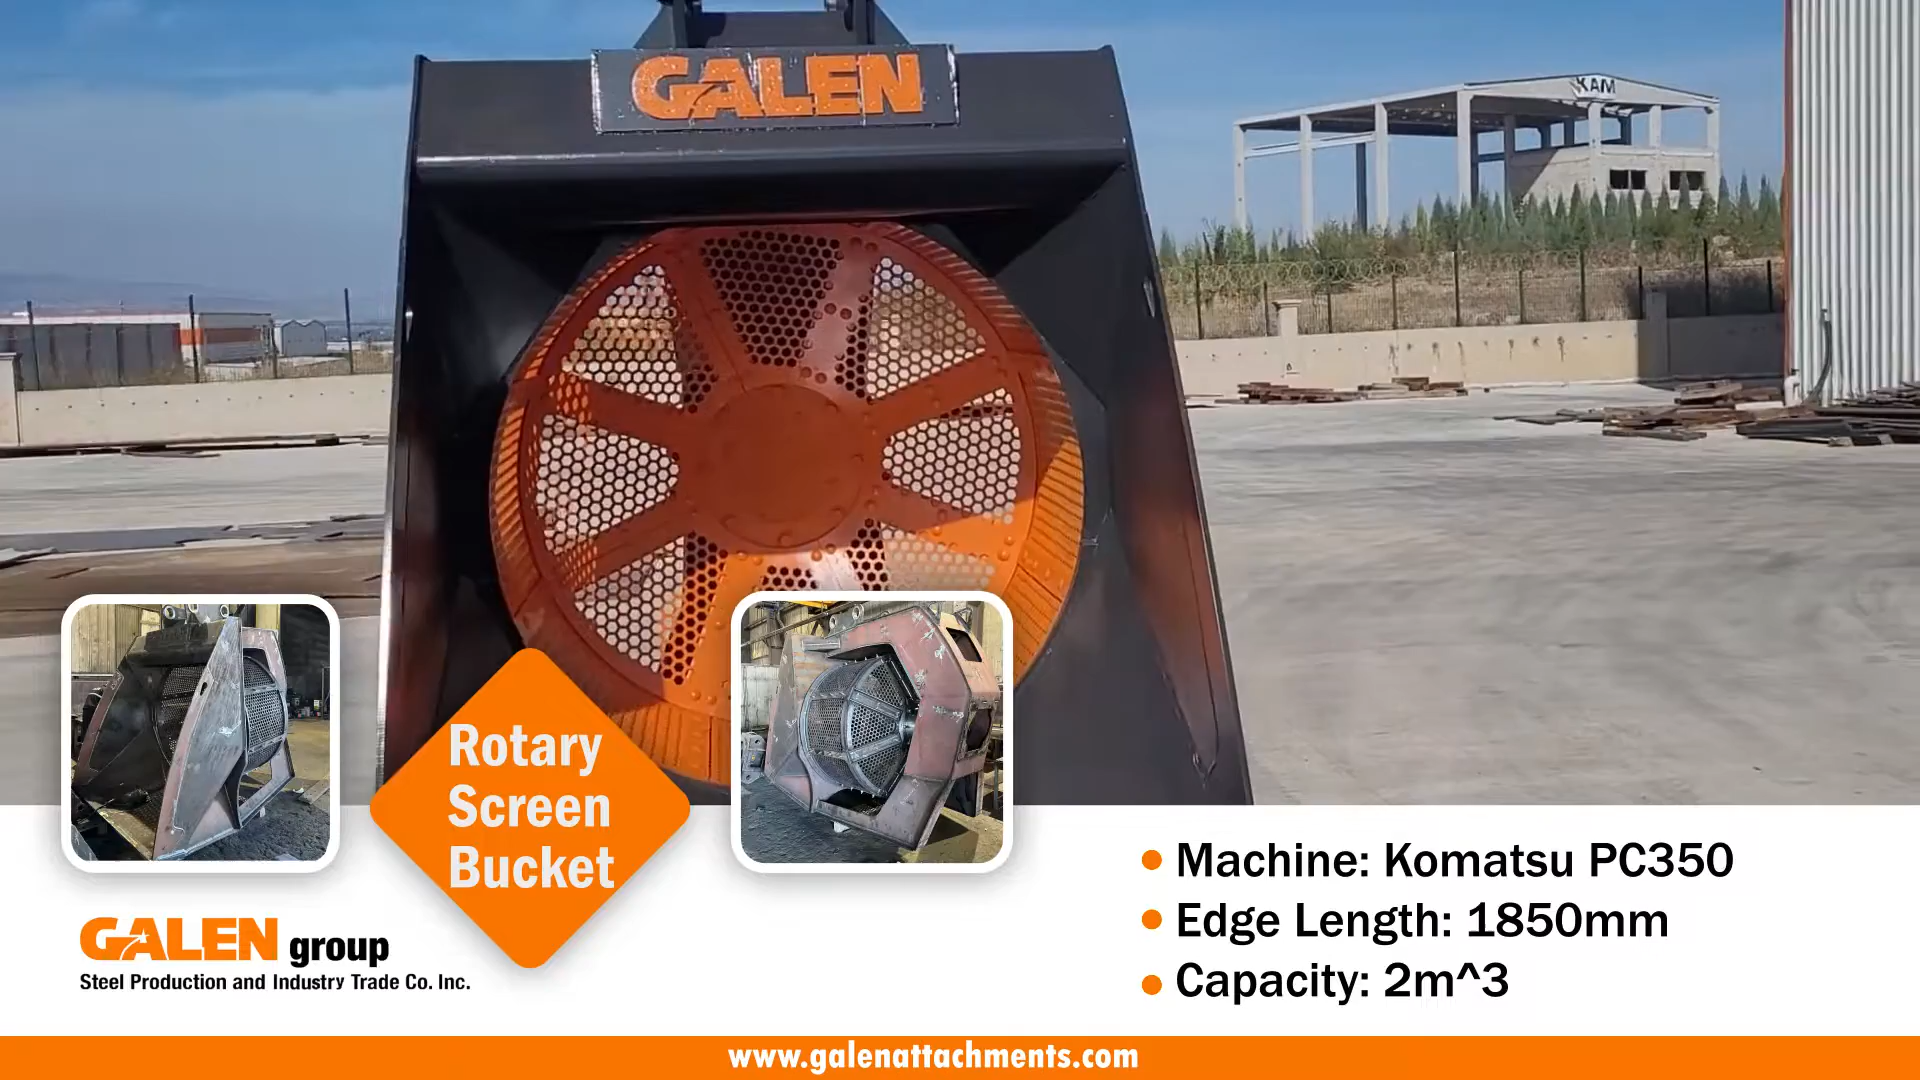 GALEN
KAM
Rotary
Screen
Bucket
GALEN group
Steel Production and Industry Trade Co. Inc.
• Machine: Komatsu PC350
• Edge Length: 1850mm
• Capacity: 2m^3
www.galenattachments.com